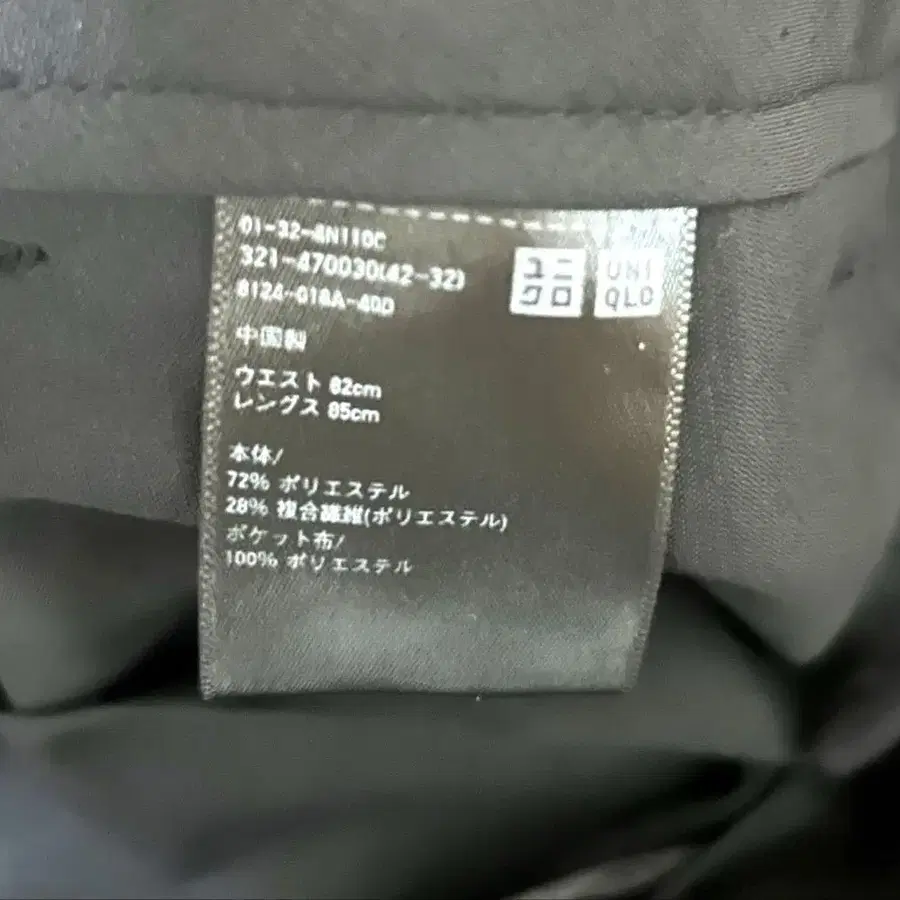 01-32-4N110C
321-470030(42-32)
8124-018A-40D
ユニ
クロ
UNI
QLO
中国製
ウエスト 82cm
レングス 85cm
本体/
72% ポリエステル
28% 複合繊維(ポリエステル)
ポケット布/
100% ポリエステル